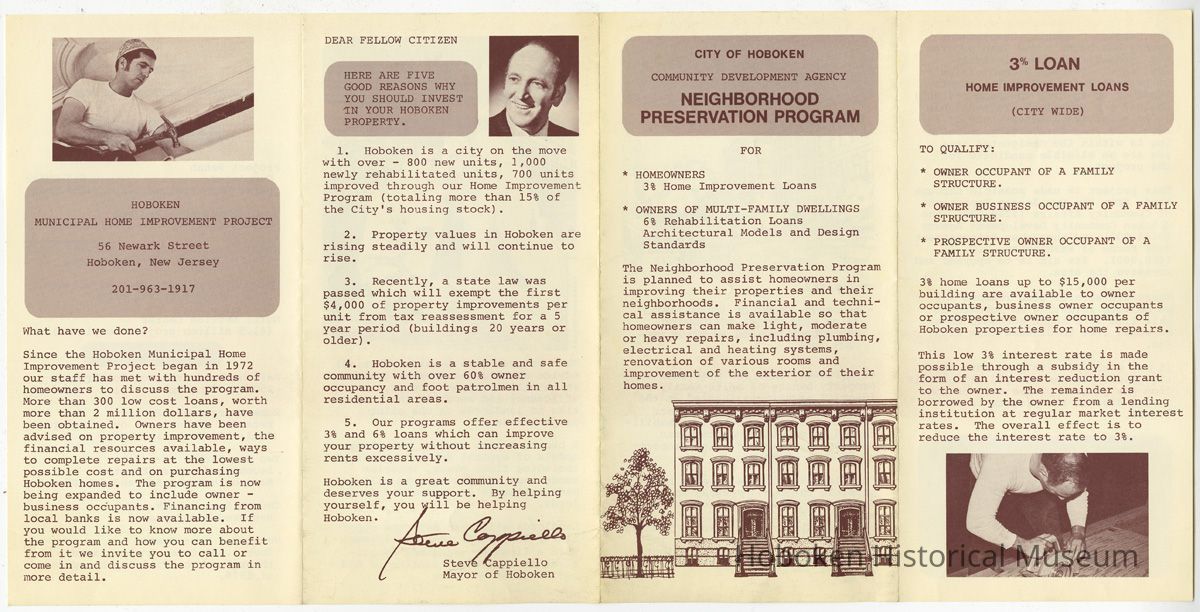 HOBOKEN
MUNICIPAL HOME IMPROVEMENT PROJECT
56 Newark Street
Hoboken, New Jersey
201-963-1917
What have we done?
Since the Hoboken Municipal Home
Improvement Project began in 1972
our staff has met with hundreds of
homeowners to discuss the program.
More than 300 low cost loans, worth
more than 2 million dollars, have
been obtained. Owners have been
advised on property improvement, the
financial resources available, ways
to complete repairs at the lowest
possible cost and on purchasing
Hoboken homes. The program is now
being expanded to include owner -
business occupants. Financing from
local banks is now available. If
you would like to know more about
the program and how you can benefit
from it we invite you to call or
come in and discuss the program in
more detail.
DEAR FELLOW CITIZEN
HERE ARE FIVE
GOOD REASONS WHY
YOU SHOULD INVEST
IN YOUR HOBOKEN
PROPERTY.
1. Hoboken is a city on the move
with over - 800 new units, 1,000
newly rehabilitated units, 700 units
improved through our Home Improvement
Program (totaling more than 15% of
the City's housing stock).
2. Property values in Hoboken are
rising steadily and will continue to
rise.
3. Recently, a state law was
passed which will exempt the first
$4,000 of property improvements per
unit from tax reassessment for a 5
year period (buildings 20 years or
older).
4. Hoboken is a stable and safe
community with over 60% owner
occupancy and foot patrolmen in all
residential areas.
5. Our programs offer effective
3% and 6% loans which can improve
your property without increasing
rents excessively.
Hoboken is a great community and
deserves your support. By helping
yourself, you will be helping
Hoboken.
Steve Cappiello
Steve Cappiello
Mayor of Hoboken
CITY OF HOBOKEN
COMMUNITY DEVELOPMENT AGENCY
NEIGHBORHOOD
PRESERVATION PROGRAM
FOR
* HOMEOWNERS
3% Home Improvement Loans
* OWNERS OF MULTI-FAMILY DWELLINGS
6% Rehabilitation Loans
Architectural Models and Design
Standards
The Neighborhood Preservation Program
is planned to assist homeowners in
improving their properties and their
neighborhoods. Financial and techni-
cal assistance is available so that
homeowners can make light, moderate
or heavy repairs, including plumbing,
electrical and heating systems,
renovation of various rooms and
improvement of the exterior of their
homes.
3% LOAN
HOME IMPROVEMENT LOANS
(CITY WIDE)
TO QUALIFY:
* OWNER OCCUPANT OF A FAMILY
STRUCTURE.
* OWNER BUSINESS OCCUPANT OF A FAMILY
STRUCTURE.
* PROSPECTIVE OWNER OCCUPANT OF A
FAMILY STRUCTURE.
3% home loans up to $15,000 per
building are available to owner
occupants, business owner occupants
or prospective owner occupants of
Hoboken properties for home repairs.
This low 3% interest rate is made
possible through a subsidy in the
form of an interest reduction grant
to the owner. The remainder is
borrowed by the owner from a lending
institution at regular market interest
rates. The overall effect is to
reduce the interest rate to 3%.
Hoboken Historical Museum